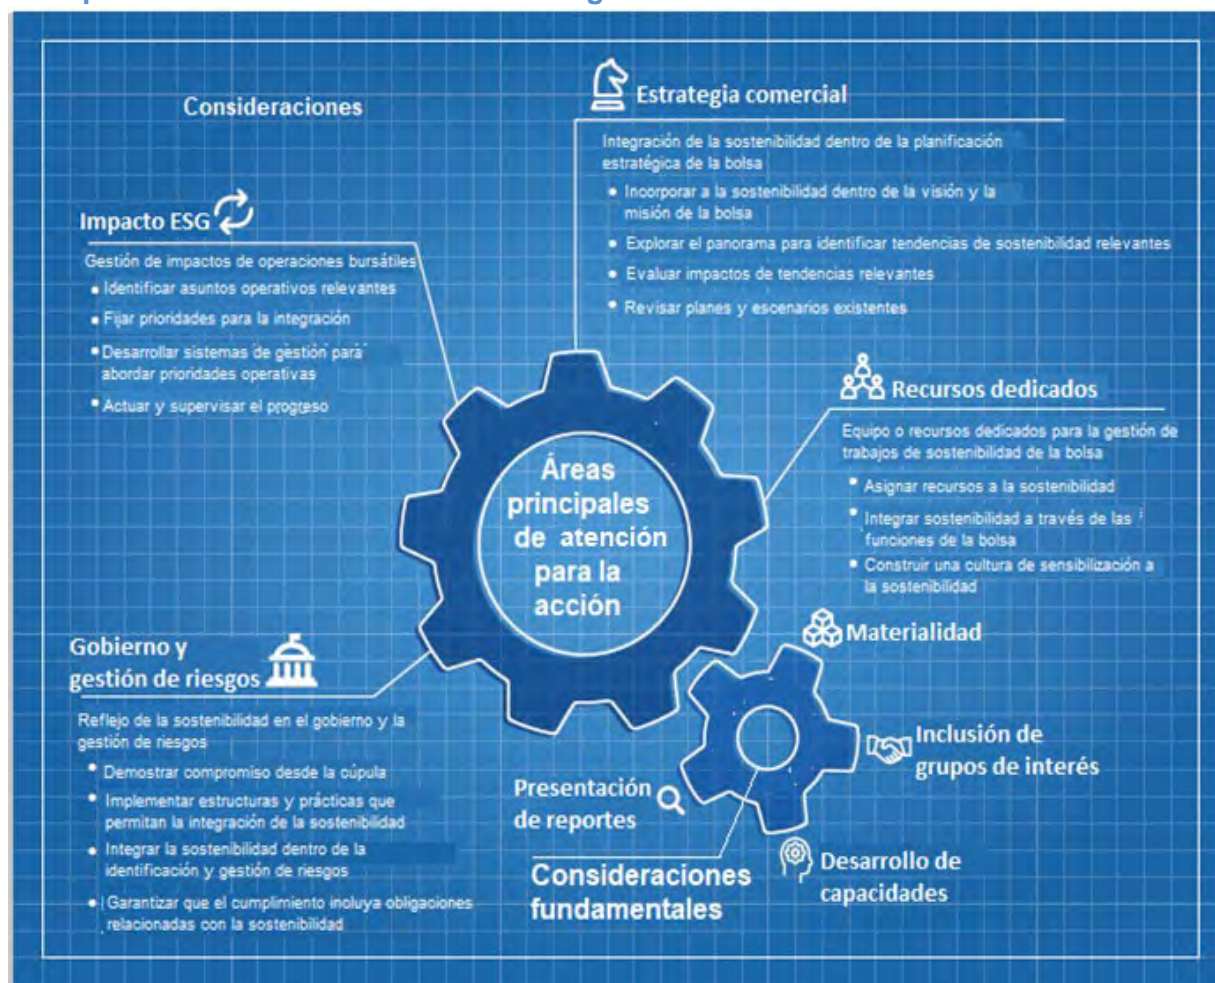 Consideraciones
Estrategia comercial
Integración de la sostenibilidad dentro de la planificación
estratégica de la bolsa
• Incorporar a la sostenibilidad dentro de la visión y la
misión de la bolsa
• Explorar el panorama para identificar tendencias de sostenibilidad relevantes
• Evaluar impactos de tendencias relevantes
• Revisar planes y escenarios existentes
Impacto ESG
Gestión de impactos de operaciones bursátiles
• Identificar asuntos operativos relevantes
• Fijar prioridades para la integración
• Desarrollar sistemas de gestión para
abordar prioridades operativas
• Actuar y supervisar el progreso
Recursos dedicados
Equipo o recursos dedicados para la gestión de
trabajos de sostenibilidad de la bolsa
• Asignar recursos a la sostenibilidad
• Integrar sostenibilidad a través de las
funciones de la bolsa
• Construir una cultura de sensibilización a
la sostenibilidad
Áreas
principales
de atención
para la
acción
Gobierno y
gestión de riesgos
Reflejo de la sostenibilidad en el gobierno y la
gestión de riesgos
• Demostrar compromiso desde la cúpula
• Implementar estructuras y prácticas que
permitan la integración de la sostenibilidad
• Integrar la sostenibilidad dentro de la
identificación y gestión de riesgos
• Garantizar que el cumplimiento incluya obligaciones
relacionadas con la sostenibilidad
Materialidad
Inclusión de
grupos de interés
Presentación
de reportes
Desarrollo de
capacidades
Consideraciones
fundamentales